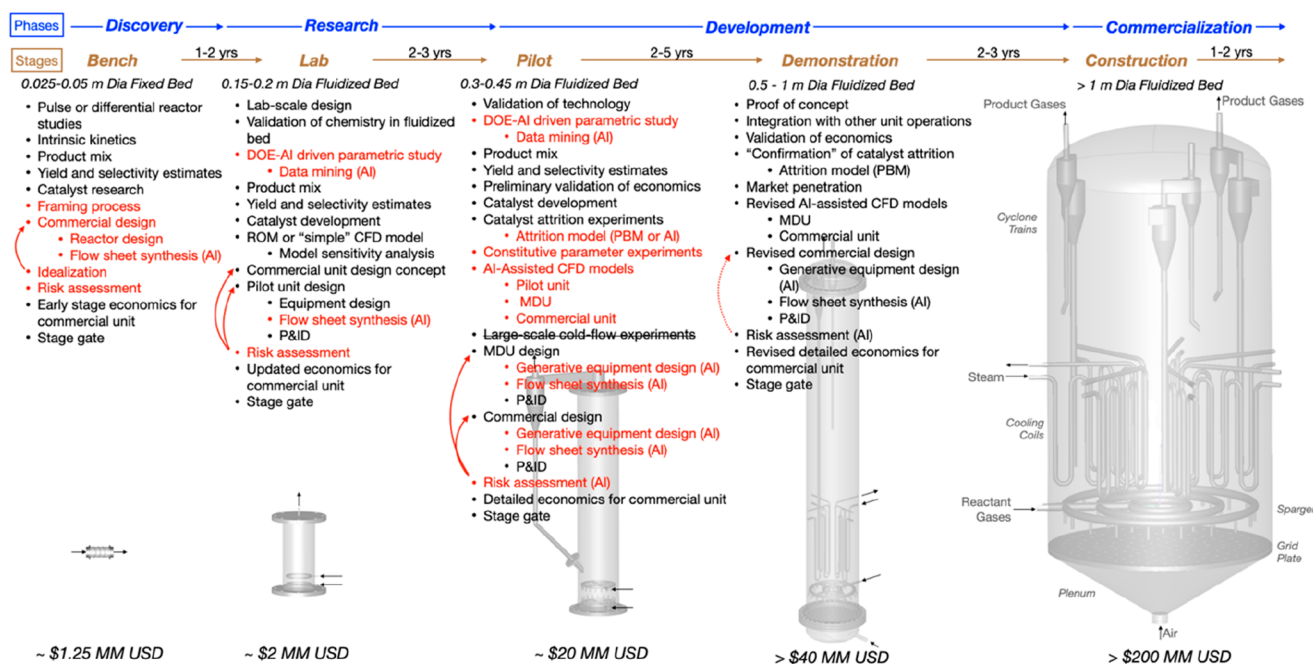 Phases Discovery Research Development Commercialization
Stages Bench 1-2 yrs Lab 2-3 yrs Pilot 2-5 yrs Demonstration 2-3 yrs Construction 1-2 yrs
0.025-0.05 m Dia Fixed Bed
• Pulse or differential reactor
studies
• Intrinsic kinetics
• Product mix
• Yield and selectivity estimates
• Catalyst research
• Framing process
• Commercial design
• Reactor design
• Flow sheet synthesis (AI)
• Idealization
• Risk assessment
• Early stage economics for
commercial unit
• Stage gate
~ $1.25 MM USD
0.15-0.2 m Dia Fluidized Bed
• Lab-scale design
• Validation of chemistry in fluidized
bed
• DOE-AI driven parametric study
• Data mining (AI)
• Product mix
• Yield and selectivity estimates
• Catalyst development
• ROM or “simple” CFD model
• Model sensitivity analysis
• Commercial unit design concept
• Pilot unit design
• Equipment design
• Flow sheet synthesis (AI)
• P&ID
• Risk assessment
• Updated economics for
commercial unit
• Stage gate
~ $2 MM USD
0.3-0.45 m Dia Fluidized Bed
• Validation of technology
• DOE-AI driven parametric study
• Data mining (AI)
• Product mix
• Yield and selectivity estimates
• Preliminary validation of economics
• Catalyst development
• Catalyst attrition experiments
• Attrition model (PBM or AI)
• Constitutive parameter experiments
• AI-Assisted CFD models
• Pilot unit
• MDU
• Commercial unit
• Large-scale cold-flow experiments
• MDU design
• Generative equipment design (AI)
• Flow sheet synthesis (AI)
• P&ID
• Commercial design
• Generative equipment design (AI)
• Flow sheet synthesis (AI)
• P&ID
• Risk assessment (AI)
• Detailed economics for commercial unit
• Stage gate
~ $20 MM USD
0.5 - 1 m Dia Fluidized Bed
• Proof of concept
• Integration with other unit operations
• Validation of economics
• “Confirmation” of catalyst attrition
• Attrition model (PBM)
• Market penetration
• Revised AI-assisted CFD models
• MDU
• Commercial unit
• Revised commercial design
• Generative equipment design
(AI)
• Flow sheet synthesis (AI)
• P&ID
• Risk assessment (AI)
• Revised detailed economics for
commercial unit
• Stage gate
> $40 MM USD
> 1 m Dia Fluidized Bed
Product Gases
Product Gases
Cyclone
Trains
Steam
Cooling
Coils
Reactant
Gases
Sparger
Grid
Plate
Plenum
Air
> $200 MM USD